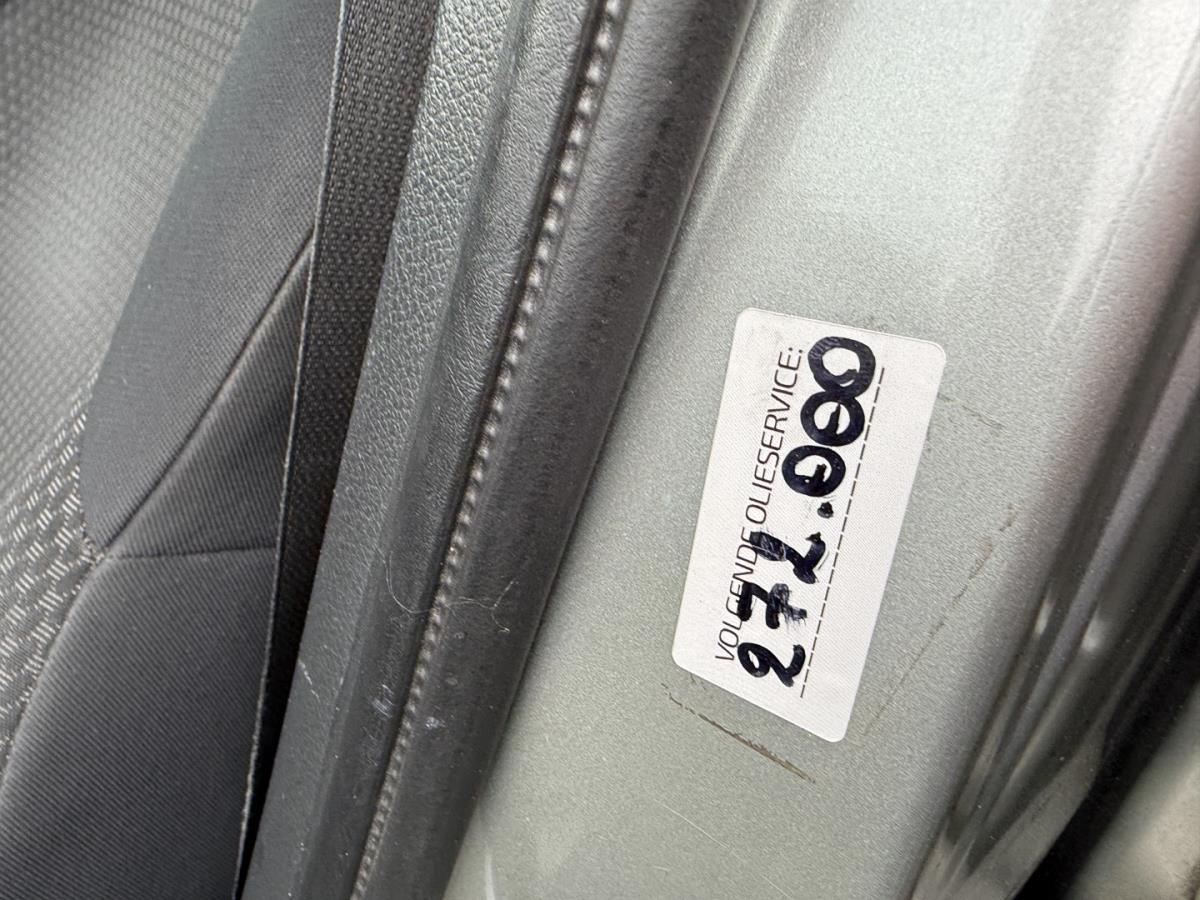 VOLGENDE OLIESERVICE:
271.000